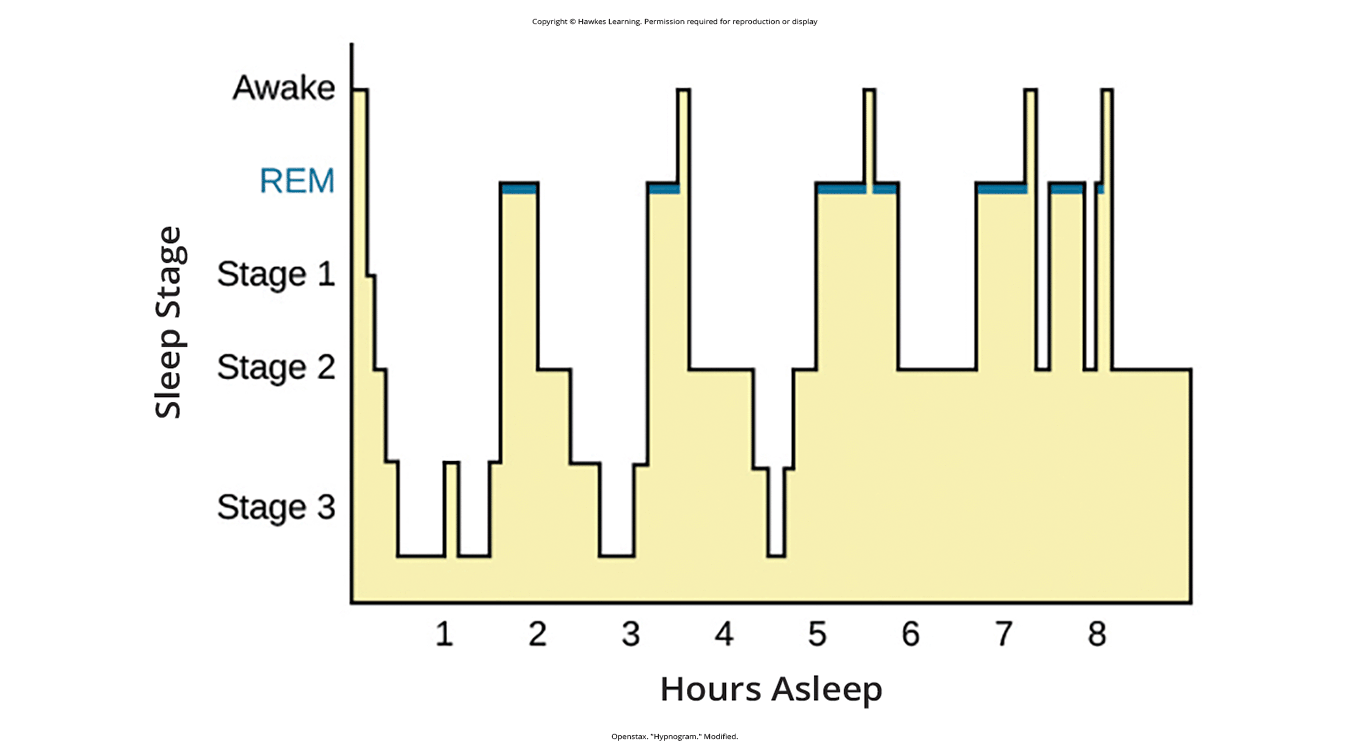 Copyright © Hawkes Learning. Permission required for reproduction or display
Awake
REM
Stage 1
Stage 2
Stage 3
Sleep Stage
1 2 3 4 5 6 7 8
Hours Asleep
Openstax. "Hypnogram." Modified.